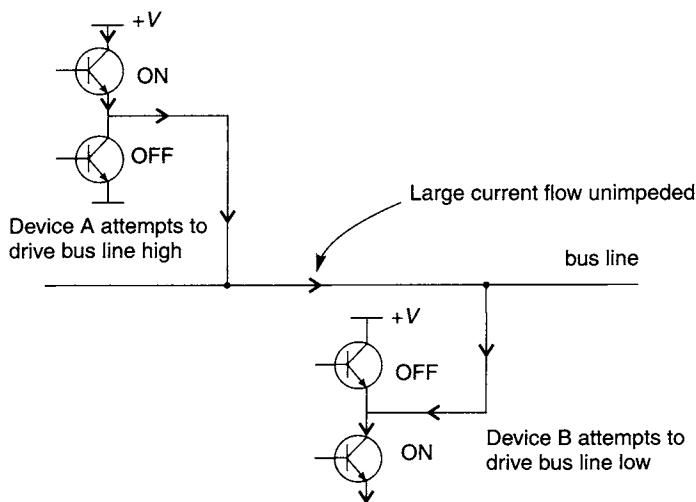 +V
ON
OFF
Device A attempts to
drive bus line high
Large current flow unimpeded
bus line
+V
OFF
ON
Device B attempts to
drive bus line low